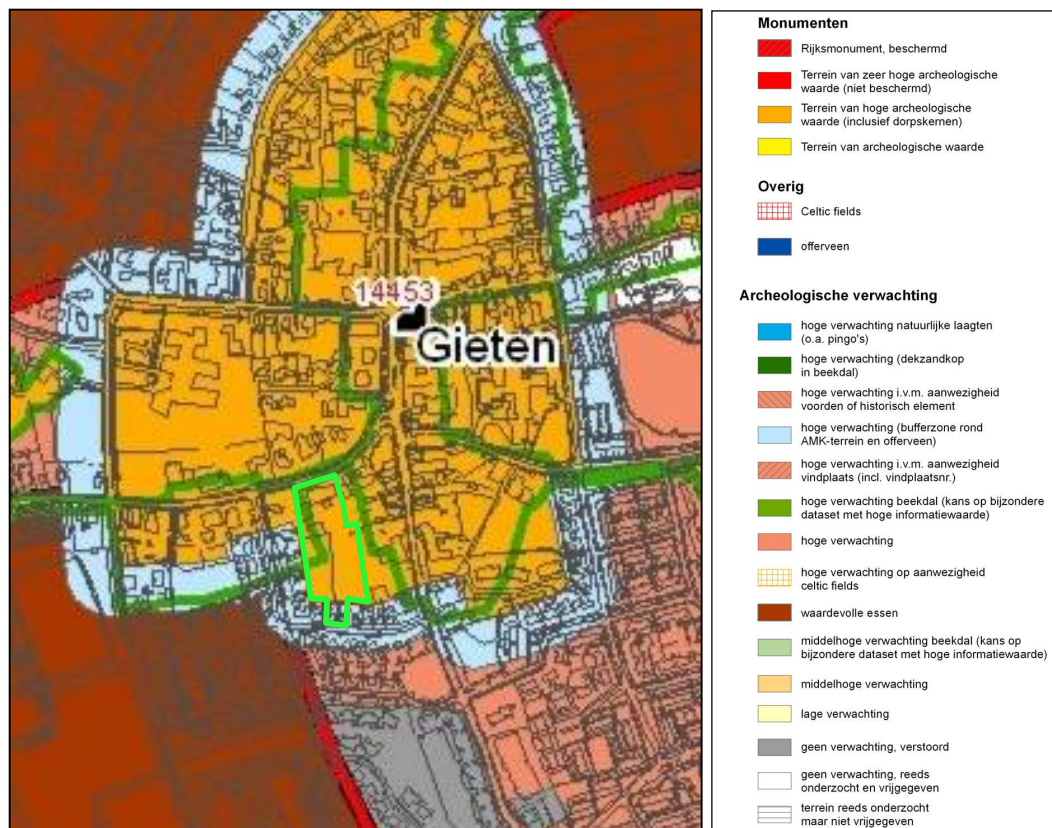 14453
Gieten
Monumenten
Rijksmonument, beschermd
Terrein van zeer hoge archeologische
waarde (niet beschermd)
Terrein van hoge archeologische
waarde (inclusief dorpskernen)
Terrein van archeologische waarde
Overig
Celtic fields
offerveen
Archeologische verwachting
hoge verwachting natuurlijke laagten
(o.a. pingo's)
hoge verwachting (dekzandkop
in beekdal)
hoge verwachting i.v.m. aanwezigheid
voorden of historisch element
hoge verwachting (bufferzone rond
AMK-terrein en offerveen)
hoge verwachting i.v.m. aanwezigheid
vindplaats (incl. vindplaatsnr.)
hoge verwachting beekdal (kans op bijzondere
dataset met hoge informatiewaarde)
hoge verwachting
hoge verwachting op aanwezigheid
celtic fields
waardevolle essen
middelhoge verwachting beekdal (kans op
bijzondere dataset met hoge informatiewaarde)
middelhoge verwachting
lage verwachting
geen verwachting, verstoord
geen verwachting, reeds
onderzocht en vrijgegeven
terrein reeds onderzocht
maar niet vrijgegeven